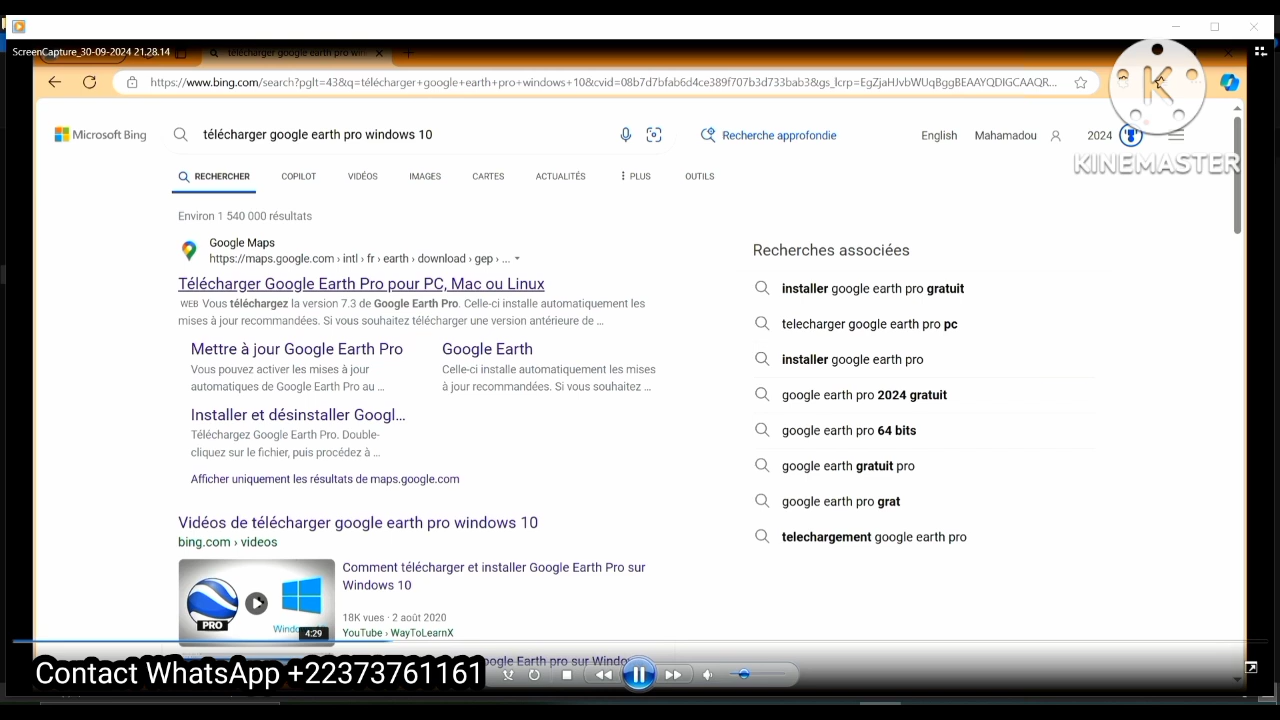 ScreenCapture_30-09-2024 21.28.14
télécharger google earth pro win
https://www.bing.com/search?pglt=43&q=télécharger+google+earth+pro+windows+10&cvid=08b7d7bfab6d4ce389f707b3d733bab3&gs_lcrp=EgZjaHJvbWUqBggBEAAYQDIGCAAQR...
K
KINEMASTER
Microsoft Bing
télécharger google earth pro windows 10
Recherche approfondie
English
Mahamadou
2024
RECHERCHER
COPILOT
VIDÉOS
IMAGES
CARTES
ACTUALITÉS
PLUS
OUTILS
Environ 1 540 000 résultats
Google Maps
https://maps.google.com › intl › fr › earth › download › gep › ...
Télécharger Google Earth Pro pour PC, Mac ou Linux
WEB Vous téléchargez la version 7.3 de Google Earth Pro. Celle-ci installe automatiquement les
mises à jour recommandées. Si vous souhaitez télécharger une version antérieure de ...
Mettre à jour Google Earth Pro
Vous pouvez activer les mises à jour
automatiques de Google Earth Pro au ...
Google Earth
Celle-ci installe automatiquement les mises
à jour recommandées. Si vous souhaitez ...
Installer et désinstaller Googl...
Téléchargez Google Earth Pro. Double-
cliquez sur le fichier, puis procédez à ...
Afficher uniquement les résultats de maps.google.com
Vidéos de télécharger google earth pro windows 10
bing.com › videos
PRO
4:29
Comment télécharger et installer Google Earth Pro sur
Windows 10
18K vues · 2 août 2020
YouTube › WayToLearnX
Earth pro sur Windo
Recherches associées
installer google earth pro gratuit
telecharger google earth pro pc
installer google earth pro
google earth pro 2024 gratuit
google earth pro 64 bits
google earth gratuit pro
google earth pro grat
telechargement google earth pro
Contact WhatsApp +22373761161